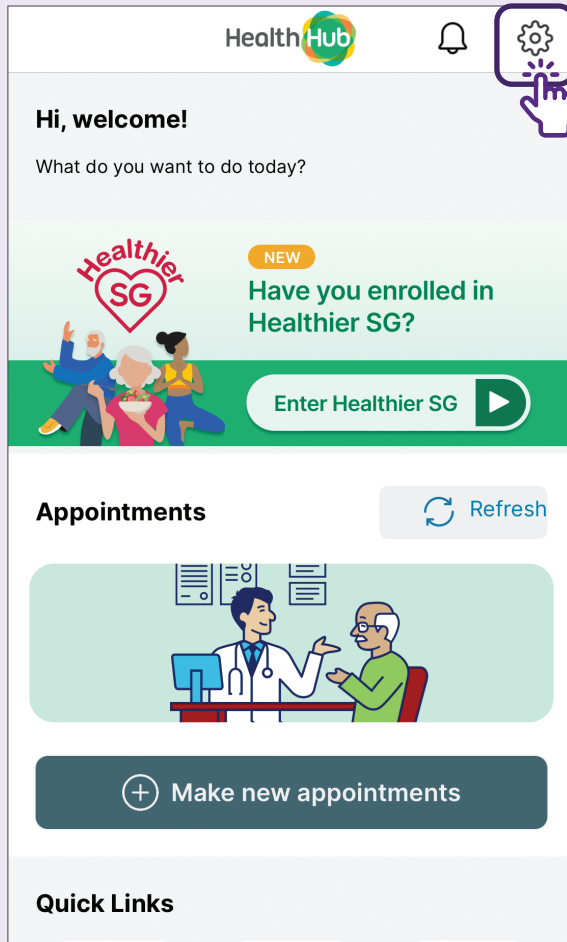 HealthHub
Hi, welcome!
What do you want to do today?
Healthier
SG
NEW
Have you enrolled in
Healthier SG?
Enter Healthier SG
Appointments
Refresh
Make new appointments
Quick Links